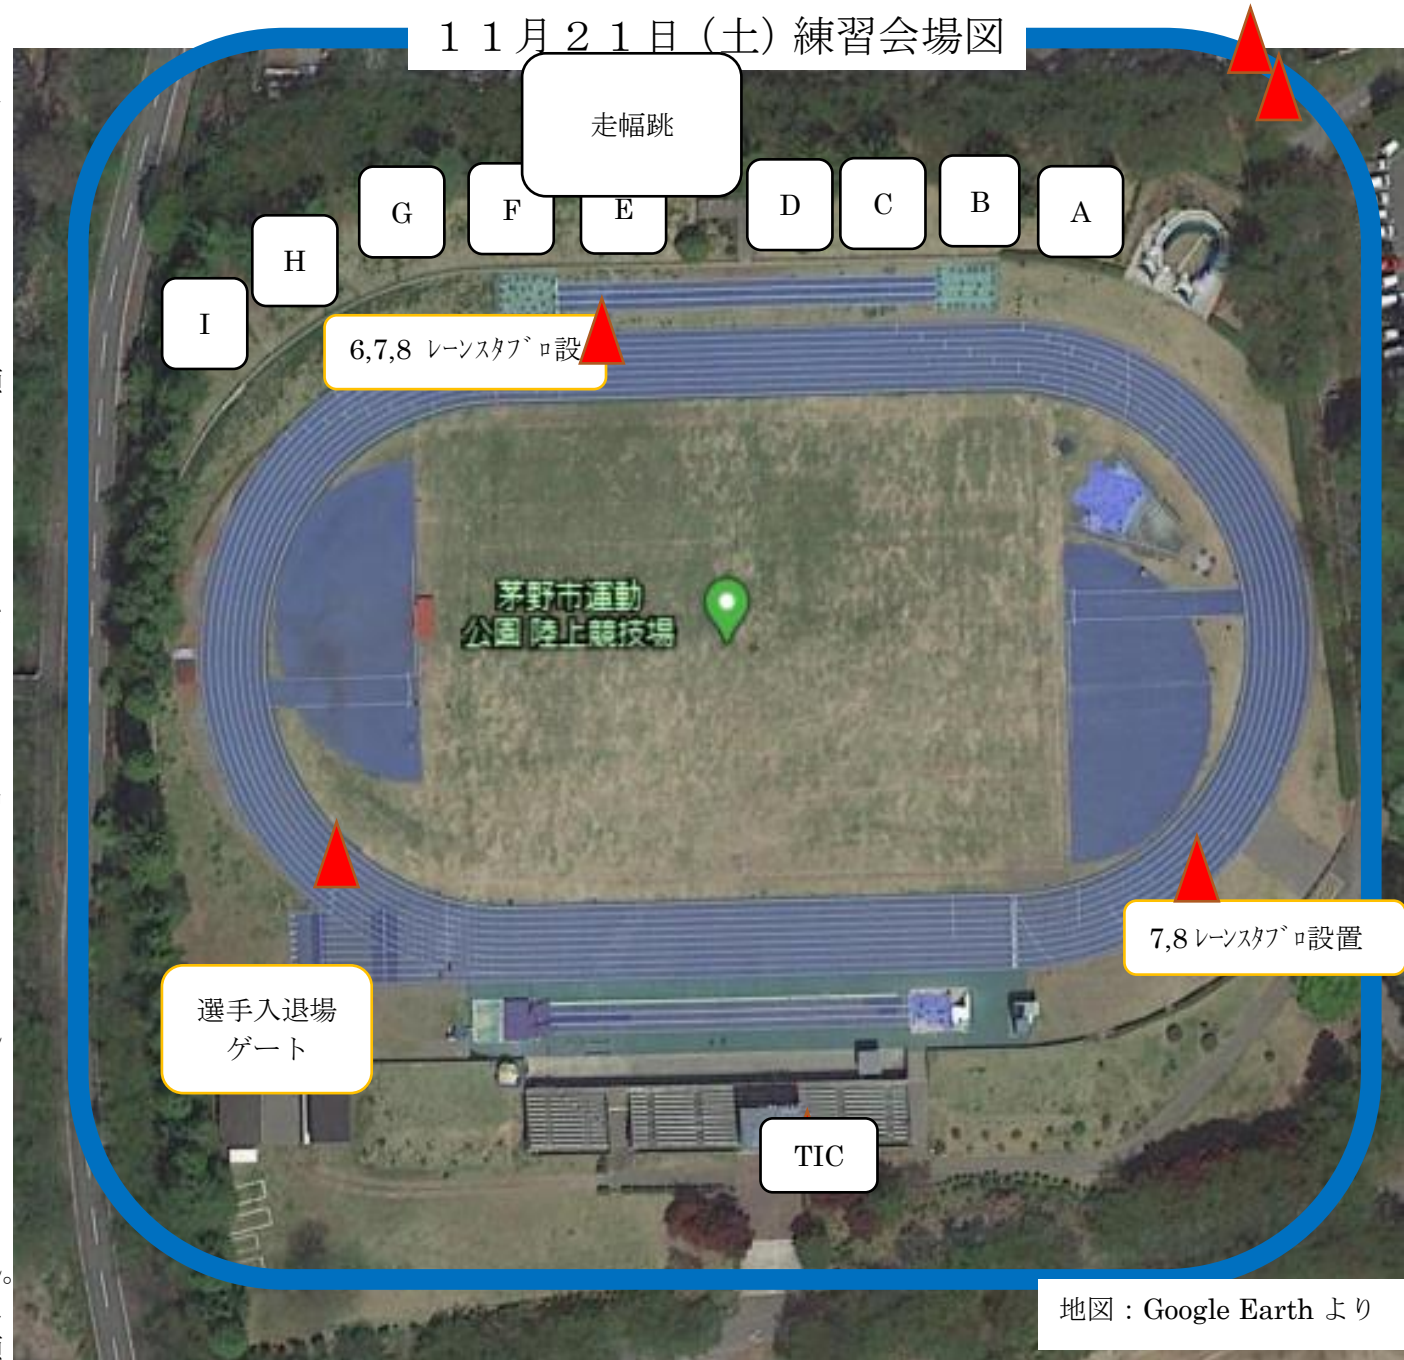 １１月２１日（土）練習会場図
走幅跳
A
B
C
D
E
F
G
H
I
6,7,8 ﾚｰﾝｽﾀﾌﾞﾛ設
茅野市運動
公園 陸上競技場
7,8ﾚｰﾝｽﾀﾌﾞﾛ設置
選手入退場
ゲート
TIC
地図：Google Earth より